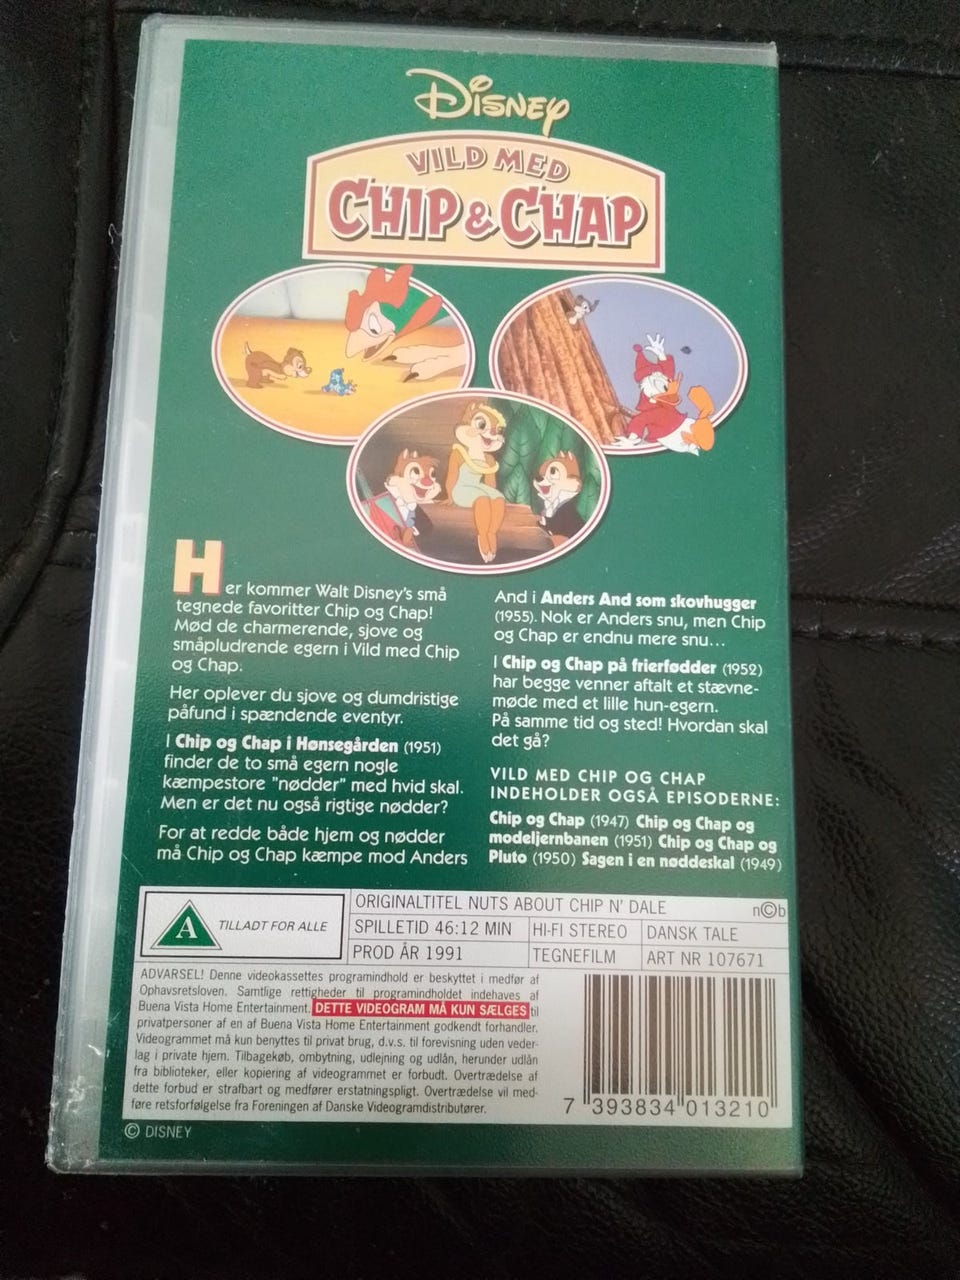 Disney
VILD MED
CHIP & CHAP
Her kommer Walt Disney's små
tegnede favoritter Chip og Chap!
Mød de charmerende, sjove og
småpludrende egern i Vild med Chip
og Chap.
Her oplever du sjove og dumdristige
påfund i spændende eventyr.
I Chip og Chap i Hønsegården (1951)
finder de to små egern nogle
kæmpestore "nødder" med hvid skal.
Men er det nu også rigtige nødder?
For at redde både hjem og nødder
må Chip og Chap kæmpe mod Anders
And i Anders And som skovhugger
(1955). Nok er Anders snu, men Chip
og Chap er endnu mere snu...
I Chip og Chap på frierfødder (1952)
har begge venner aftalt et stævne-
møde med et lille hun-egern.
På samme tid og sted! Hvordan skal
det gå?
VILD MED CHIP OG CHAP
INDEHOLDER OGSÅ EPISODERNE:
Chip og Chap (1947) Chip og Chap og
modeljernbanen (1951) Chip og Chap og
Pluto (1950) Sagen i en nøddeskal (1949)
A TILLADT FOR ALLE
ORIGINALTITEL NUTS ABOUT CHIP N' DALE n©b
SPILLETID 46:12 MIN HI-FI STEREO DANSK TALE
PROD ÅR 1991 TEGNEFILM ART NR 107671
ADVARSEL! Denne videokassettes programindhold er beskyttet i medfør af
Ophavsretsloven. Samtlige rettigheder til programindholdet indehaves af
Buena Vista Home Entertainment. DETTE VIDEOGRAM MÅ KUN SÆLGES til
privatpersoner af en af Buena Vista Home Entertainment godkendt forhandler.
Videogrammet må kun benyttes til privat brug, d.v.s. til forevisning uden veder-
lag i private hjem. Tilbagekøb, ombytning, udlejning og udlån, herunder udlån
fra biblioteker, eller kopiering af videogrammet er forbudt. Overtrædelse af
dette forbud er strafbart og medfører erstatningspligt. Overtrædelse vil med-
føre retsforfølgelse fra Foreningen af Danske Videogramdistributører.
7 393834 013210
© DISNEY